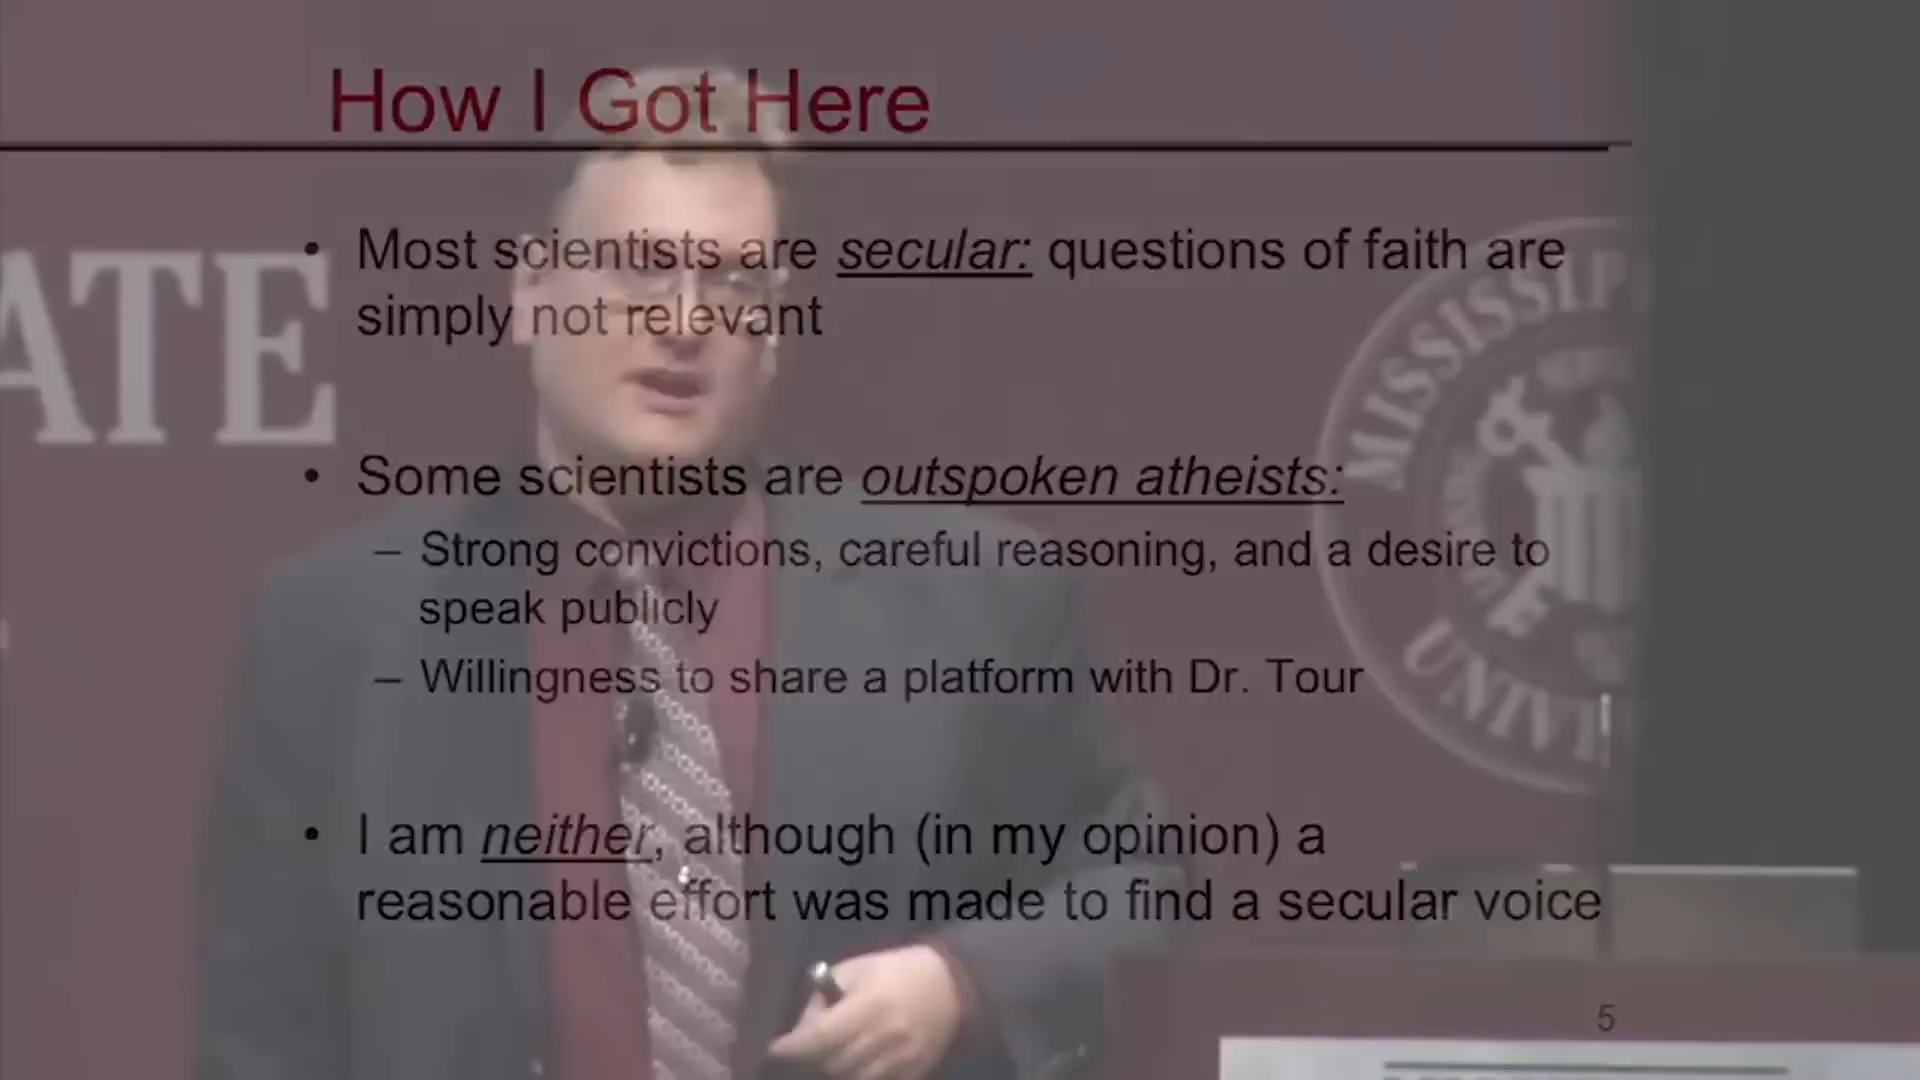 How I Got Here
• Most scientists are secular: questions of faith are
simply not relevant
ATE
MISSISSIP
UNIV
• Some scientists are outspoken atheists:
– Strong convictions, careful reasoning, and a desire to
speak publicly
– Willingness to share a platform with Dr. Tour
• I am neither, although (in my opinion) a
reasonable effort was made to find a secular voice
5